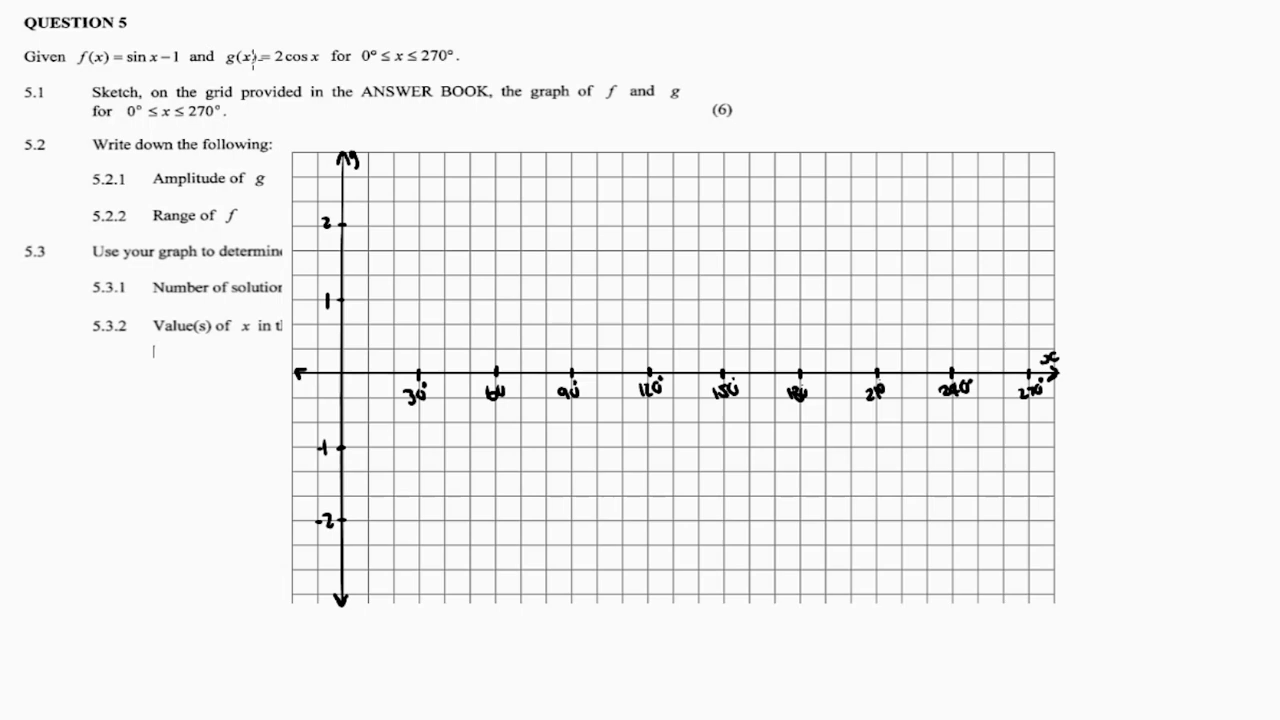 QUESTION 5
Given f(x) = sin x − 1 and g(x) = 2 cos x for 0° ≤ x ≤ 270°.
5.1 Sketch, on the grid provided in the ANSWER BOOK, the graph of f and g
for 0° ≤ x ≤ 270°. (6)
5.2 Write down the following:
5.2.1 Amplitude of g
5.2.2 Range of f
5.3 Use your graph to determin
5.3.1 Number of solution
5.3.2 Value(s) of x in t
y
2
1
x
30° 60 90° 120° 150° 180 210 240° 270°
-1
-2